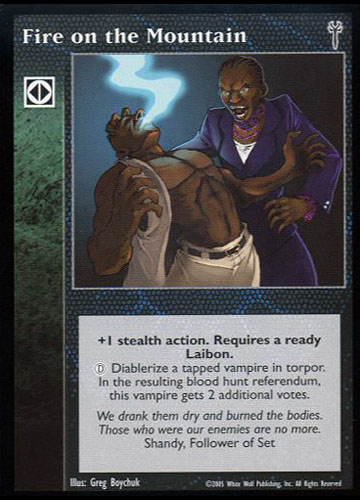 Fire on the Mountain
+1 stealth action. Requires a ready
Laibon.
Ⓓ Diablerize a tapped vampire in torpor.
In the resulting blood hunt referendum,
this vampire gets 2 additional votes.
We drank them dry and burned the bodies.
Those who were our enemies are no more.
Shandy, Follower of Set
Illus: Greg Boychuk
©2005 White Wolf Publishing, Inc. All Rights Reserved